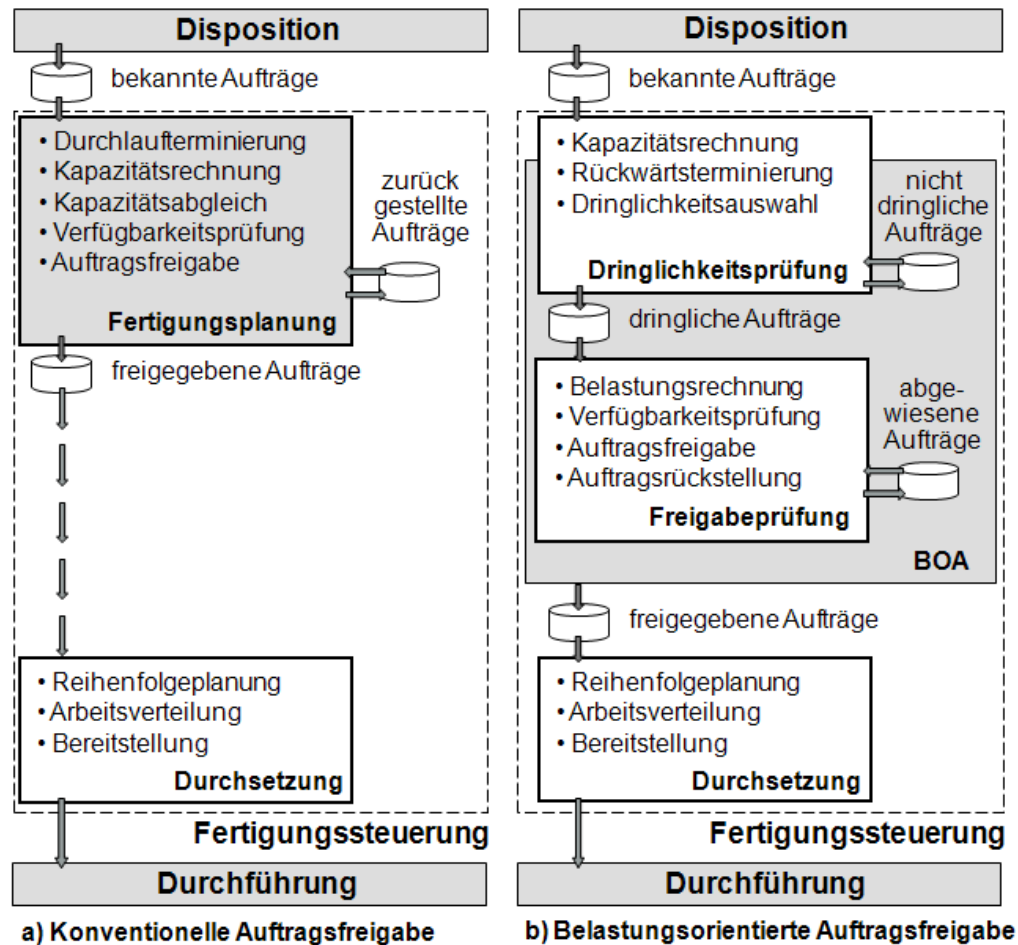 Disposition
bekannte Aufträge
• Durchlaufterminierung
• Kapazitätsrechnung
• Kapazitätsabgleich
• Verfügbarkeitsprüfung
• Auftragsfreigabe
Fertigungsplanung
zurück
gestellte
Aufträge
freigegebene Aufträge
• Reihenfolgeplanung
• Arbeitsverteilung
• Bereitstellung
Durchsetzung
Fertigungssteuerung
Durchführung
a) Konventionelle Auftragsfreigabe
Disposition
bekannte Aufträge
• Kapazitätsrechnung
• Rückwärtsterminierung
• Dringlichkeitsauswahl
Dringlichkeitsprüfung
nicht
dringliche
Aufträge
dringliche Aufträge
• Belastungsrechnung
• Verfügbarkeitsprüfung
• Auftragsfreigabe
• Auftragsrückstellung
Freigabeprüfung
abge-
wiesene
Aufträge
BOA
freigegebene Aufträge
• Reihenfolgeplanung
• Arbeitsverteilung
• Bereitstellung
Durchsetzung
Fertigungssteuerung
Durchführung
b) Belastungsorientierte Auftragsfreigabe